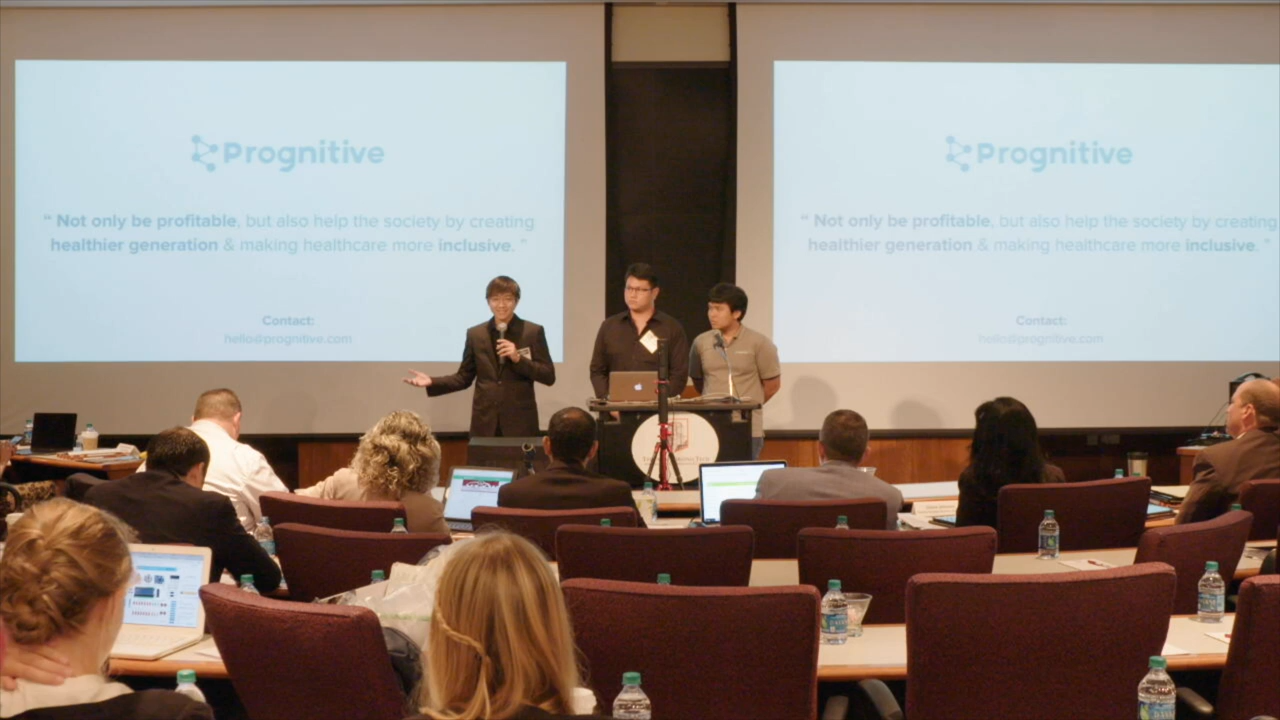 Prognitive
“ Not only be profitable, but also help the society by creating
healthier generation & making healthcare more inclusive. ”
Contact:
hello@prognitive.com
Prognitive
“ Not only be profitable, but also help the society by creating
healthier generation & making healthcare more inclusive. ”
Contact:
hello@prognitive.com